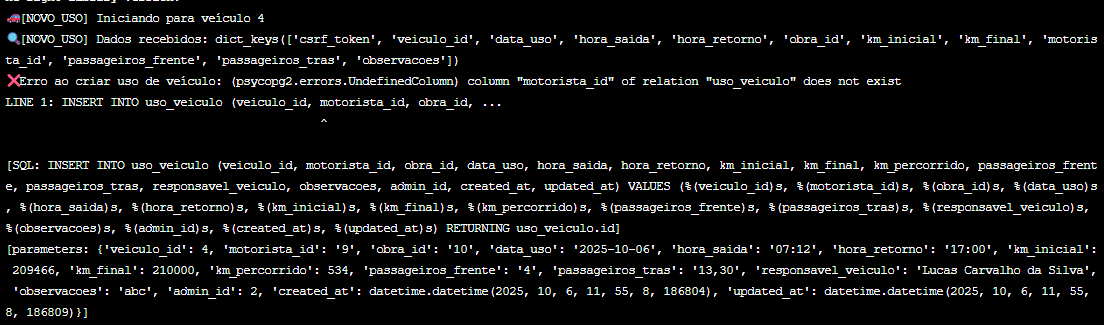 🚗[NOVO_USO] Iniciando para veículo 4
🔍[NOVO_USO] Dados recebidos: dict_keys(['csrf_token', 'veiculo_id', 'data_uso', 'hora_saida', 'hora_retorno', 'obra_id', 'km_inicial', 'km_final', 'motoris
ta_id', 'passageiros_frente', 'passageiros_tras', 'observacoes'])
❌Erro ao criar uso de veículo: (psycopg2.errors.UndefinedColumn) column "motorista_id" of relation "uso_veiculo" does not exist
LINE 1: INSERT INTO uso_veiculo (veiculo_id, motorista_id, obra_id, ...
^
[SQL: INSERT INTO uso_veiculo (veiculo_id, motorista_id, obra_id, data_uso, hora_saida, hora_retorno, km_inicial, km_final, km_percorrido, passageiros_frent
e, passageiros_tras, responsavel_veiculo, observacoes, admin_id, created_at, updated_at) VALUES (%(veiculo_id)s, %(motorista_id)s, %(obra_id)s, %(data_uso)s
, %(hora_saida)s, %(hora_retorno)s, %(km_inicial)s, %(km_final)s, %(km_percorrido)s, %(passageiros_frente)s, %(passageiros_tras)s, %(responsavel_veiculo)s,
%(observacoes)s, %(admin_id)s, %(created_at)s, %(updated_at)s) RETURNING uso_veiculo.id]
[parameters: {'veiculo_id': 4, 'motorista_id': '9', 'obra_id': '10', 'data_uso': '2025-10-06', 'hora_saida': '07:12', 'hora_retorno': '17:00', 'km_inicial':
209466, 'km_final': 210000, 'km_percorrido': 534, 'passageiros_frente': '4', 'passageiros_tras': '13,30', 'responsavel_veiculo': 'Lucas Carvalho da Silva',
'observacoes': 'abc', 'admin_id': 2, 'created_at': datetime.datetime(2025, 10, 6, 11, 55, 8, 186804), 'updated_at': datetime.datetime(2025, 10, 6, 11, 55,
8, 186809)}]